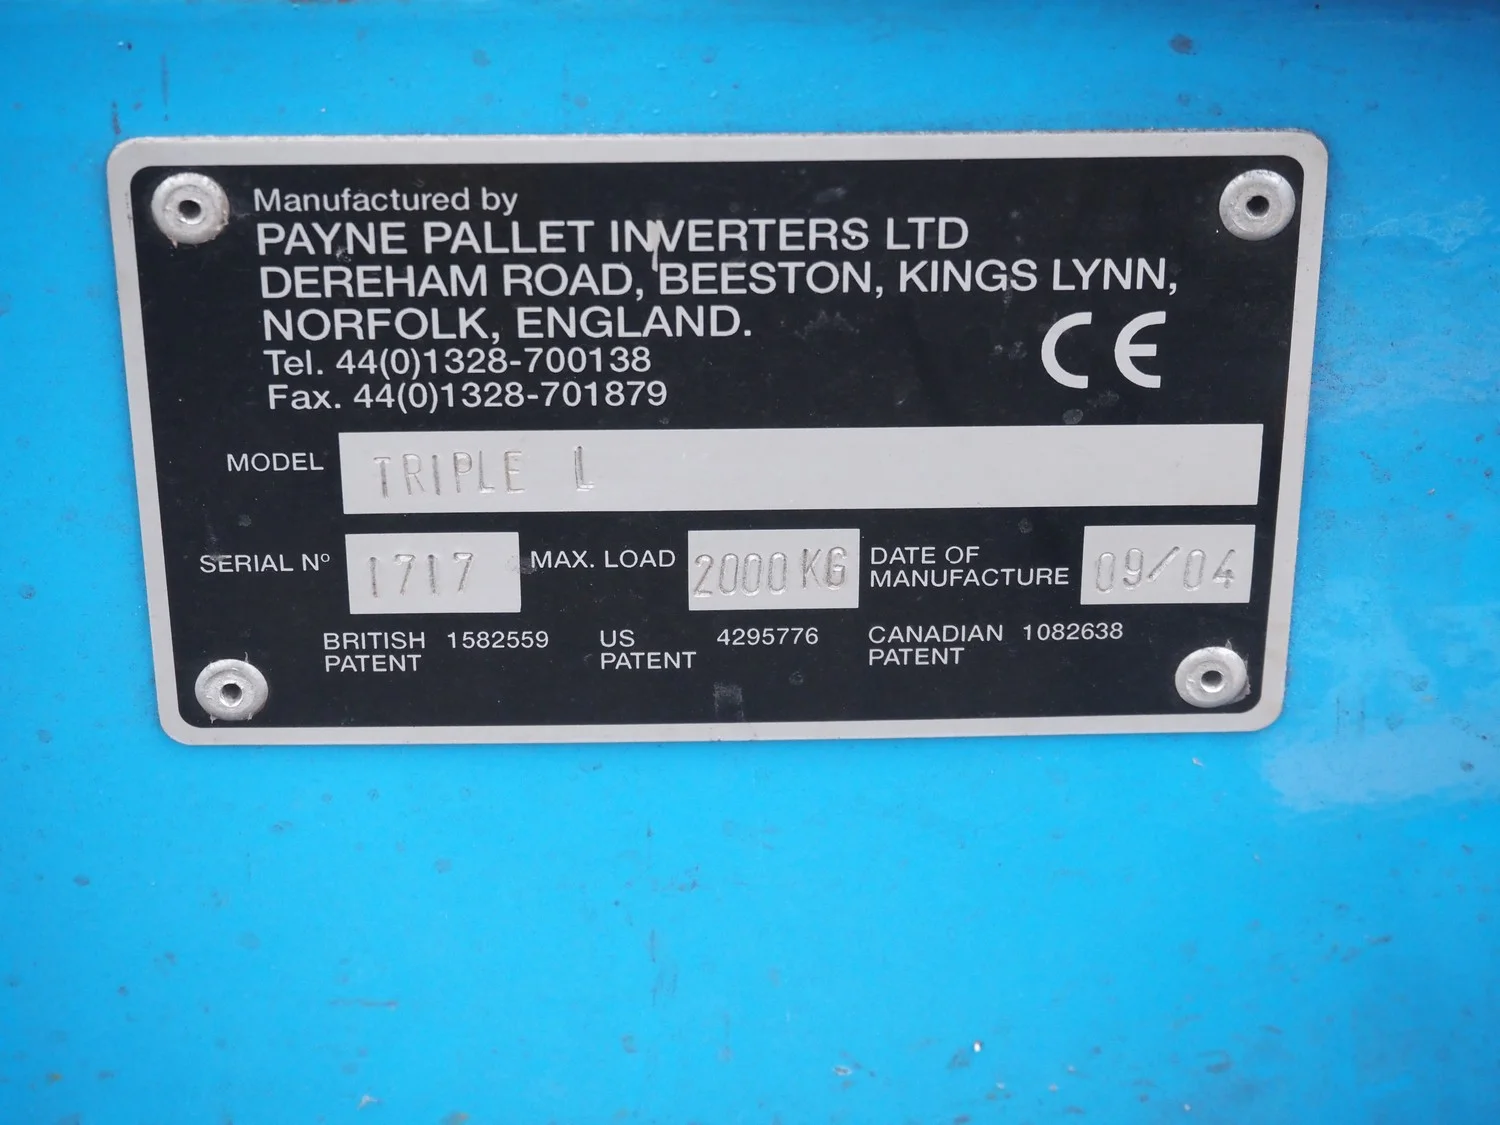 Manufactured by
PAYNE PALLET INVERTERS LTD
DEREHAM ROAD, BEESTON, KINGS LYNN,
NORFOLK, ENGLAND.
Tel. 44(0)1328-700138
Fax. 44(0)1328-701879
CE
MODEL TRIPLE L
SERIAL Nº 1717 MAX. LOAD 2000KG DATE OF MANUFACTURE 09/04
BRITISH PATENT 1582559 US PATENT 4295776 CANADIAN PATENT 1082638